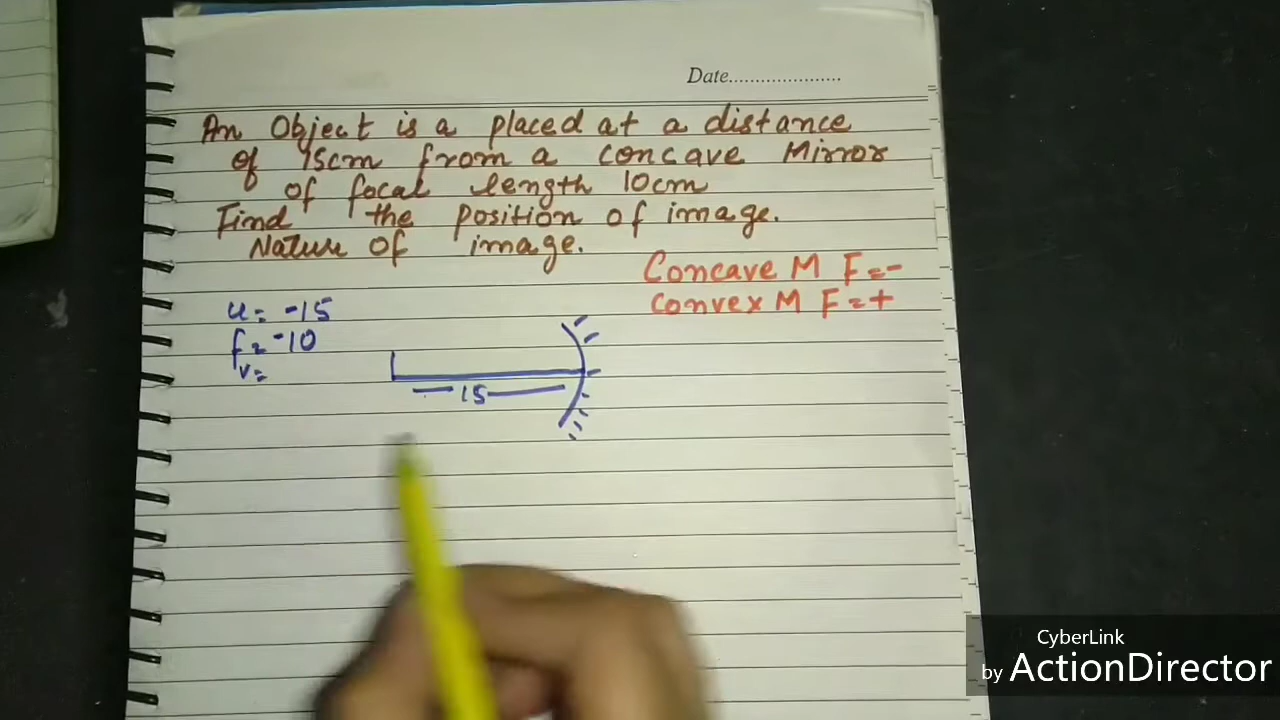 Date.....................
An Object is a placed at a distance
of 15cm from a concave Mirror
of focal length 10cm
Find the position of image.
Nature of image.
Concave M F=-
Convex M F=+
u= -15
f= -10
v=
15
CyberLink
by ActionDirector